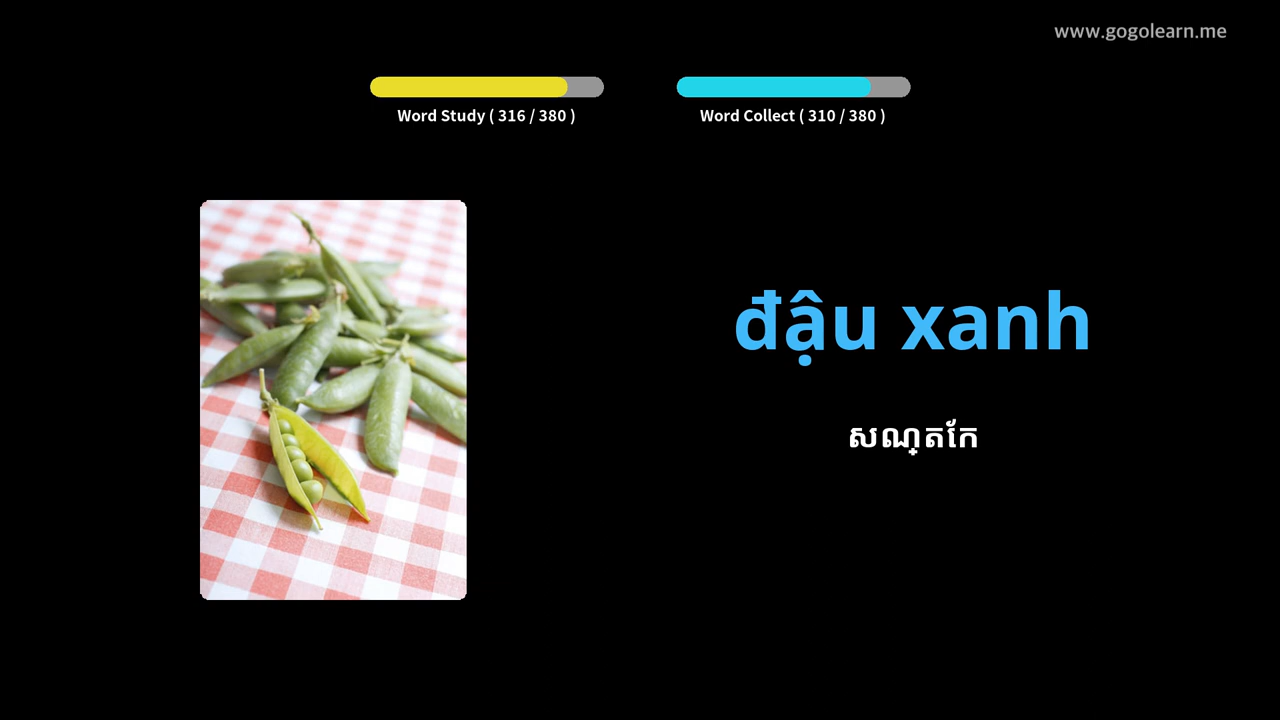 www.gogolearn.me
Word Study ( 316 / 380 )
Word Collect ( 310 / 380 )
đậu xanh
សណ្តកែ